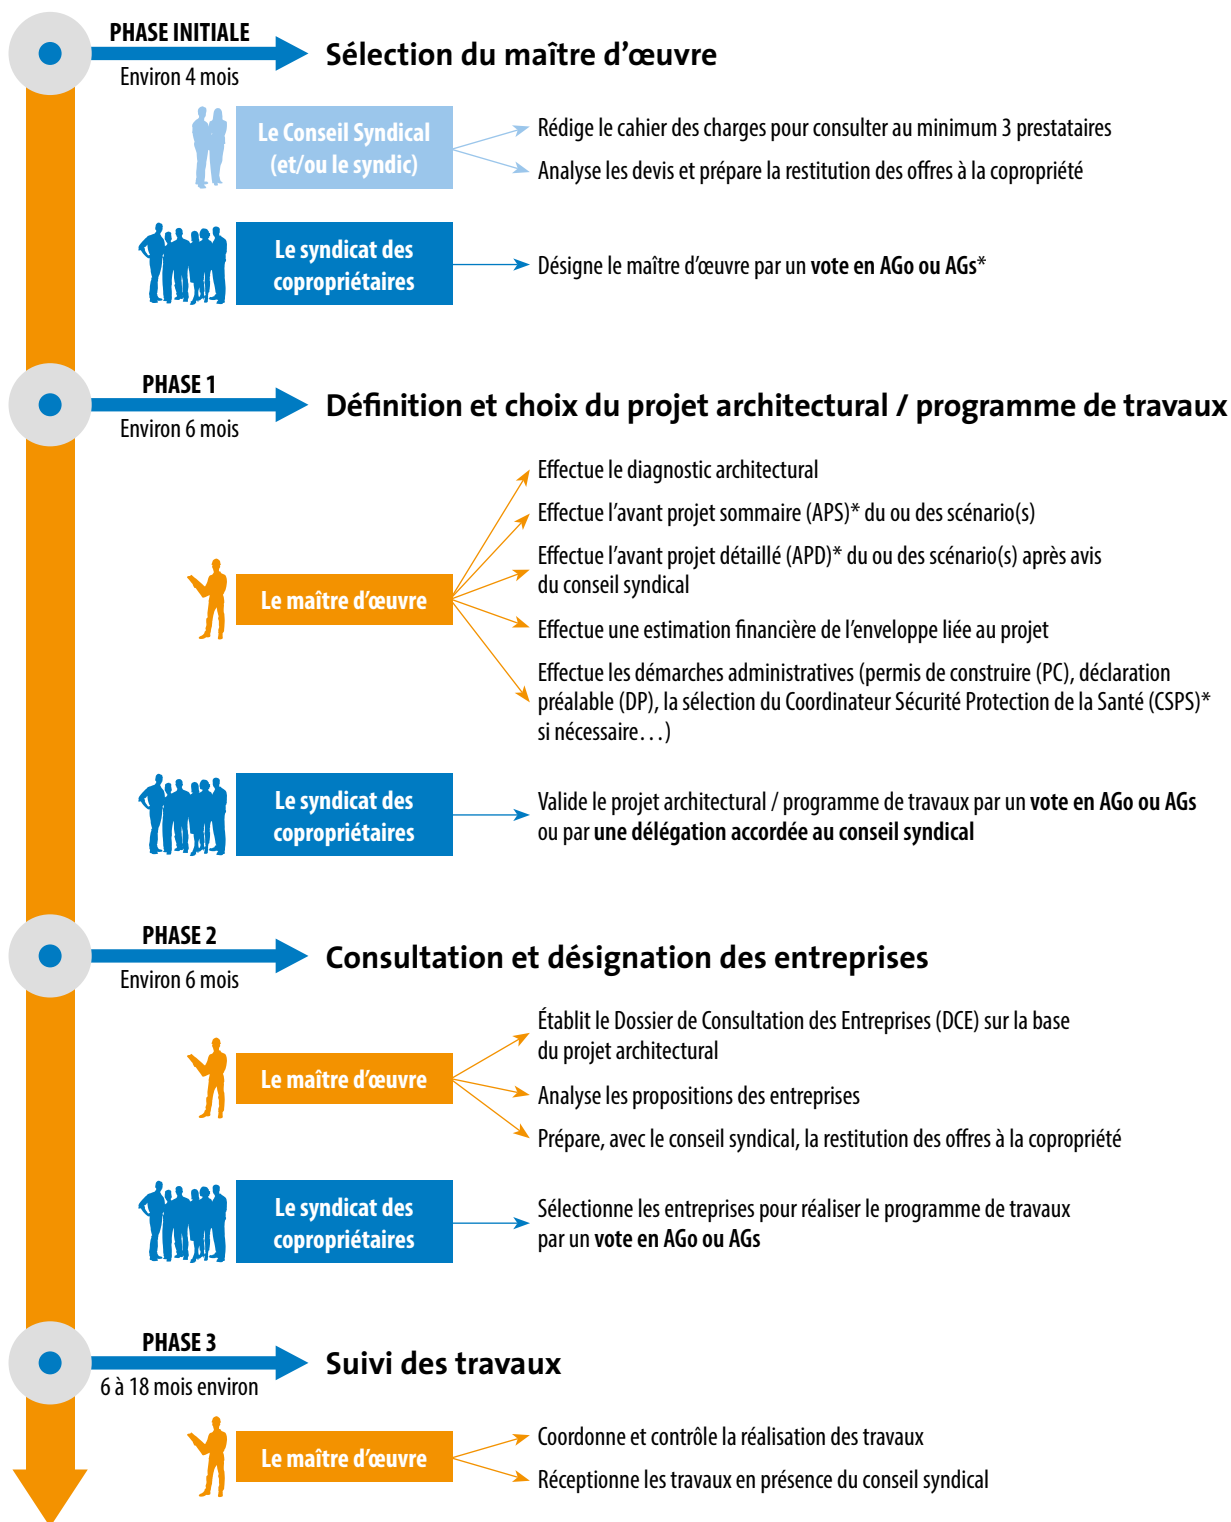 PHASE INITIALE
Environ 4 mois
Sélection du maître d’œuvre
Le Conseil Syndical
(et/ou le syndic)
Rédige le cahier des charges pour consulter au minimum 3 prestataires
Analyse les devis et prépare la restitution des offres à la copropriété
Le syndicat des
copropriétaires
Désigne le maître d’œuvre par un vote en AGo ou AGs*
PHASE 1
Environ 6 mois
Définition et choix du projet architectural / programme de travaux
Le maître d’œuvre
Effectue le diagnostic architectural
Effectue l’avant projet sommaire (APS)* du ou des scénario(s)
Effectue l’avant projet détaillé (APD)* du ou des scénario(s) après avis
du conseil syndical
Effectue une estimation financière de l’enveloppe liée au projet
Effectue les démarches administratives (permis de construire (PC), déclaration
préalable (DP), la sélection du Coordinateur Sécurité Protection de la Santé (CSPS)*
si nécessaire…)
Le syndicat des
copropriétaires
Valide le projet architectural / programme de travaux par un vote en AGo ou AGs
ou par une délégation accordée au conseil syndical
PHASE 2
Environ 6 mois
Consultation et désignation des entreprises
Le maître d’œuvre
Établit le Dossier de Consultation des Entreprises (DCE) sur la base
du projet architectural
Analyse les propositions des entreprises
Prépare, avec le conseil syndical, la restitution des offres à la copropriété
Le syndicat des
copropriétaires
Sélectionne les entreprises pour réaliser le programme de travaux
par un vote en AGo ou AGs
PHASE 3
6 à 18 mois environ
Suivi des travaux
Le maître d’œuvre
Coordonne et contrôle la réalisation des travaux
Réceptionne les travaux en présence du conseil syndical